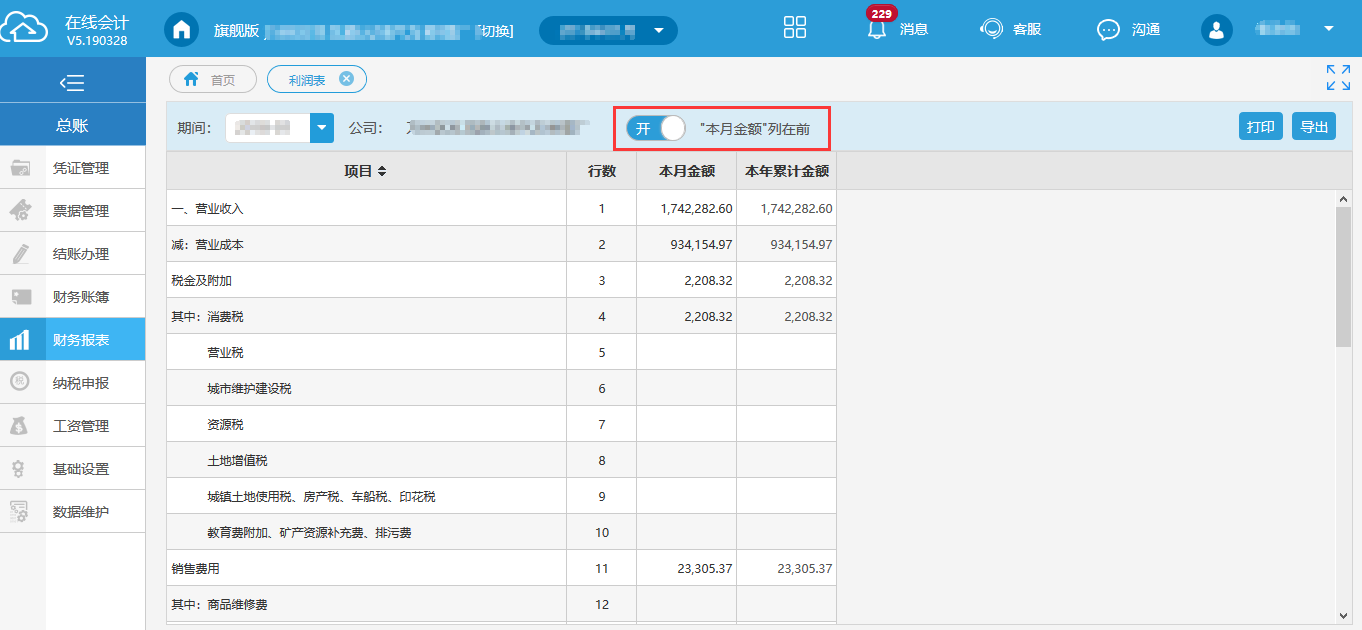 在线会计
V5.190328
旗舰版
[切换]
229
消息
客服
沟通
首页
利润表
总账
凭证管理
票据管理
结账办理
财务账簿
财务报表
税
纳税申报
$
工资管理
基础设置
数据维护
期间：
公司：
开 "本月金额"列在前
打印 导出
项目 行数 本月金额 本年累计金额
一、营业收入 1 1,742,282.60 1,742,282.60
减：营业成本 2 934,154.97 934,154.97
税金及附加 3 2,208.32 2,208.32
其中：消费税 4 2,208.32 2,208.32
营业税 5
城市维护建设税 6
资源税 7
土地增值税 8
城镇土地使用税、房产税、车船税、印花税 9
教育费附加、矿产资源补充费、排污费 10
销售费用 11 23,305.37 23,305.37
其中：商品维修费 12